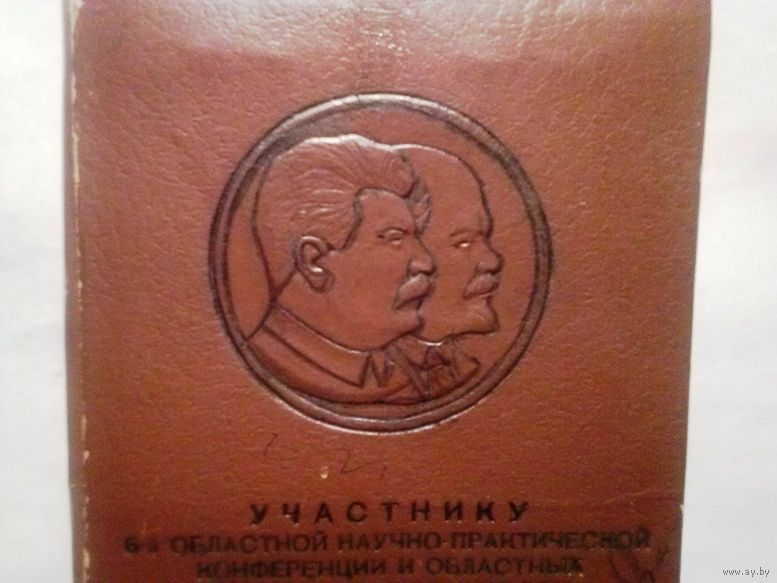 УЧАСТНИКУ
6-й ОБЛАСТНОЙ НАУЧНО-ПРАКТИЧЕСКОЙ
КОНФЕРЕНЦИИ И ОБЛАСТНЫХ
www.ay.by